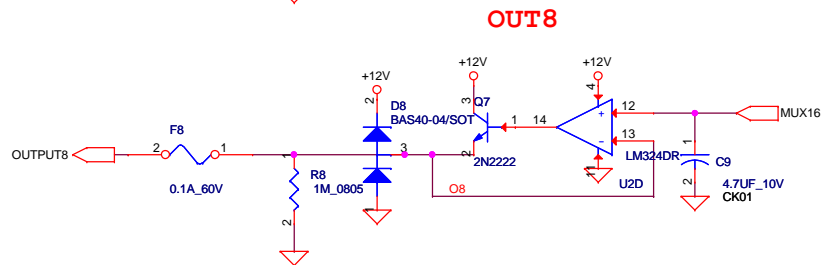 OUT8
+12V
+12V
+12V
D8
BAS40-04/SOT
Q7
2
3
4
12
MUX16
F8
14
1
+
13
-
OUTPUT8
2
1
1
3
2
2N2222
LM324DR
1
C9
R8
1M_0805
O8
11
U2D
2
4.7UF_10V
CK01
0.1A_60V
2
1